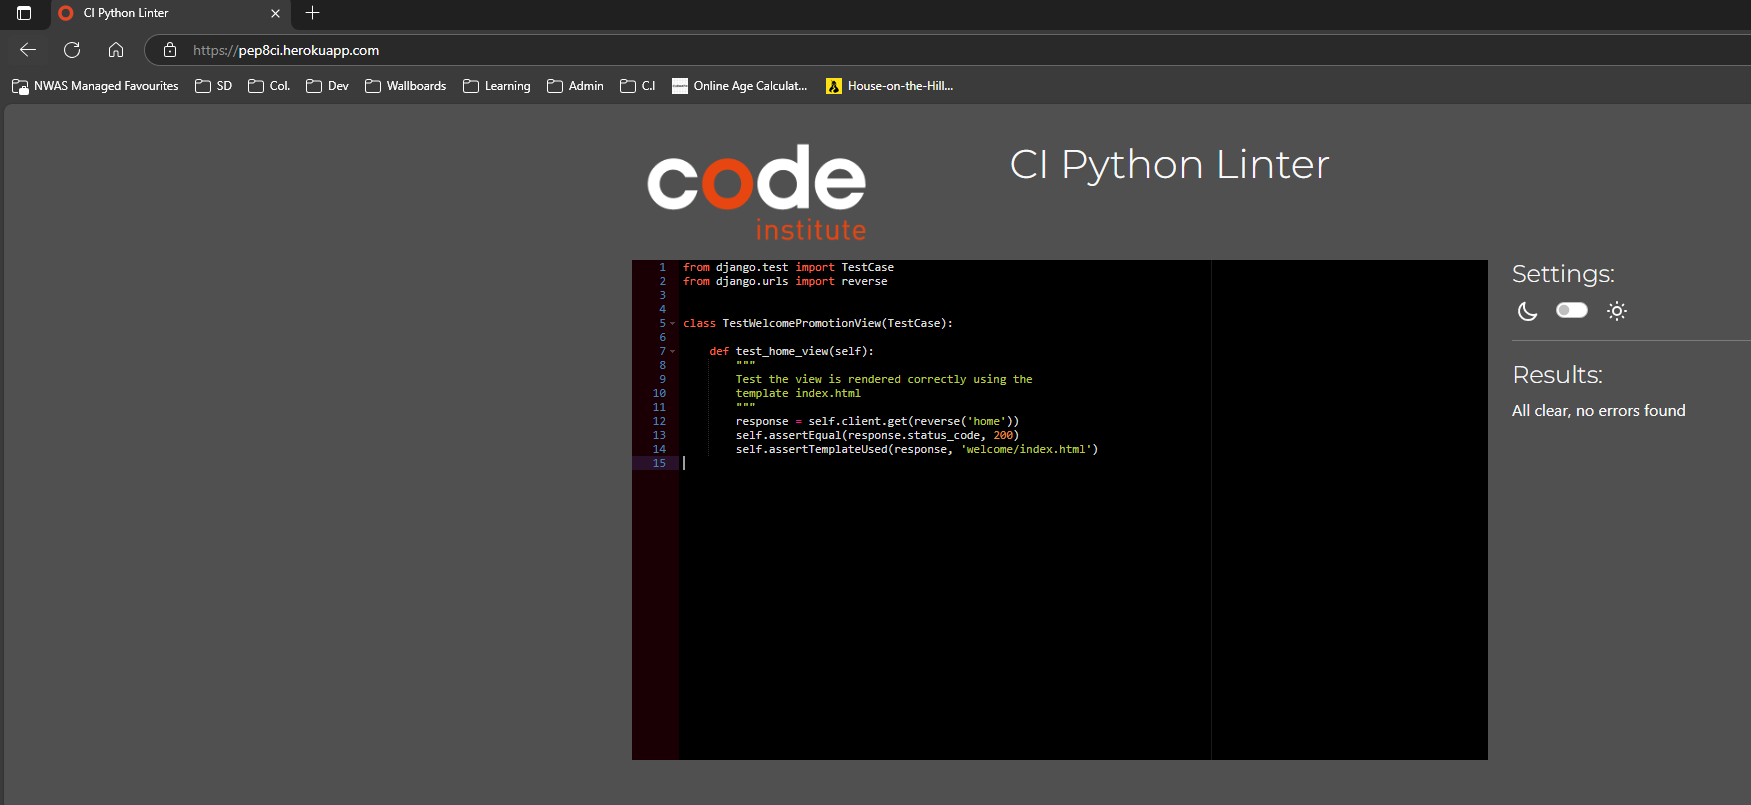 CI Python Linter
https://pep8ci.herokuapp.com
NWAS Managed Favourites SD Col. Dev Wallboards Learning Admin C.I Online Age Calculat... House-on-the-Hill...
code
institute
CI Python Linter
1 from django.test import TestCase
2 from django.urls import reverse
3
4
5 class TestWelcomePromotionView(TestCase):
6
7     def test_home_view(self):
8         """
9         Test the view is rendered correctly using the
10         template index.html
11         """
12         response = self.client.get(reverse('home'))
13         self.assertEqual(response.status_code, 200)
14         self.assertTemplateUsed(response, 'welcome/index.html')
15
Settings:
Results:
All clear, no errors found